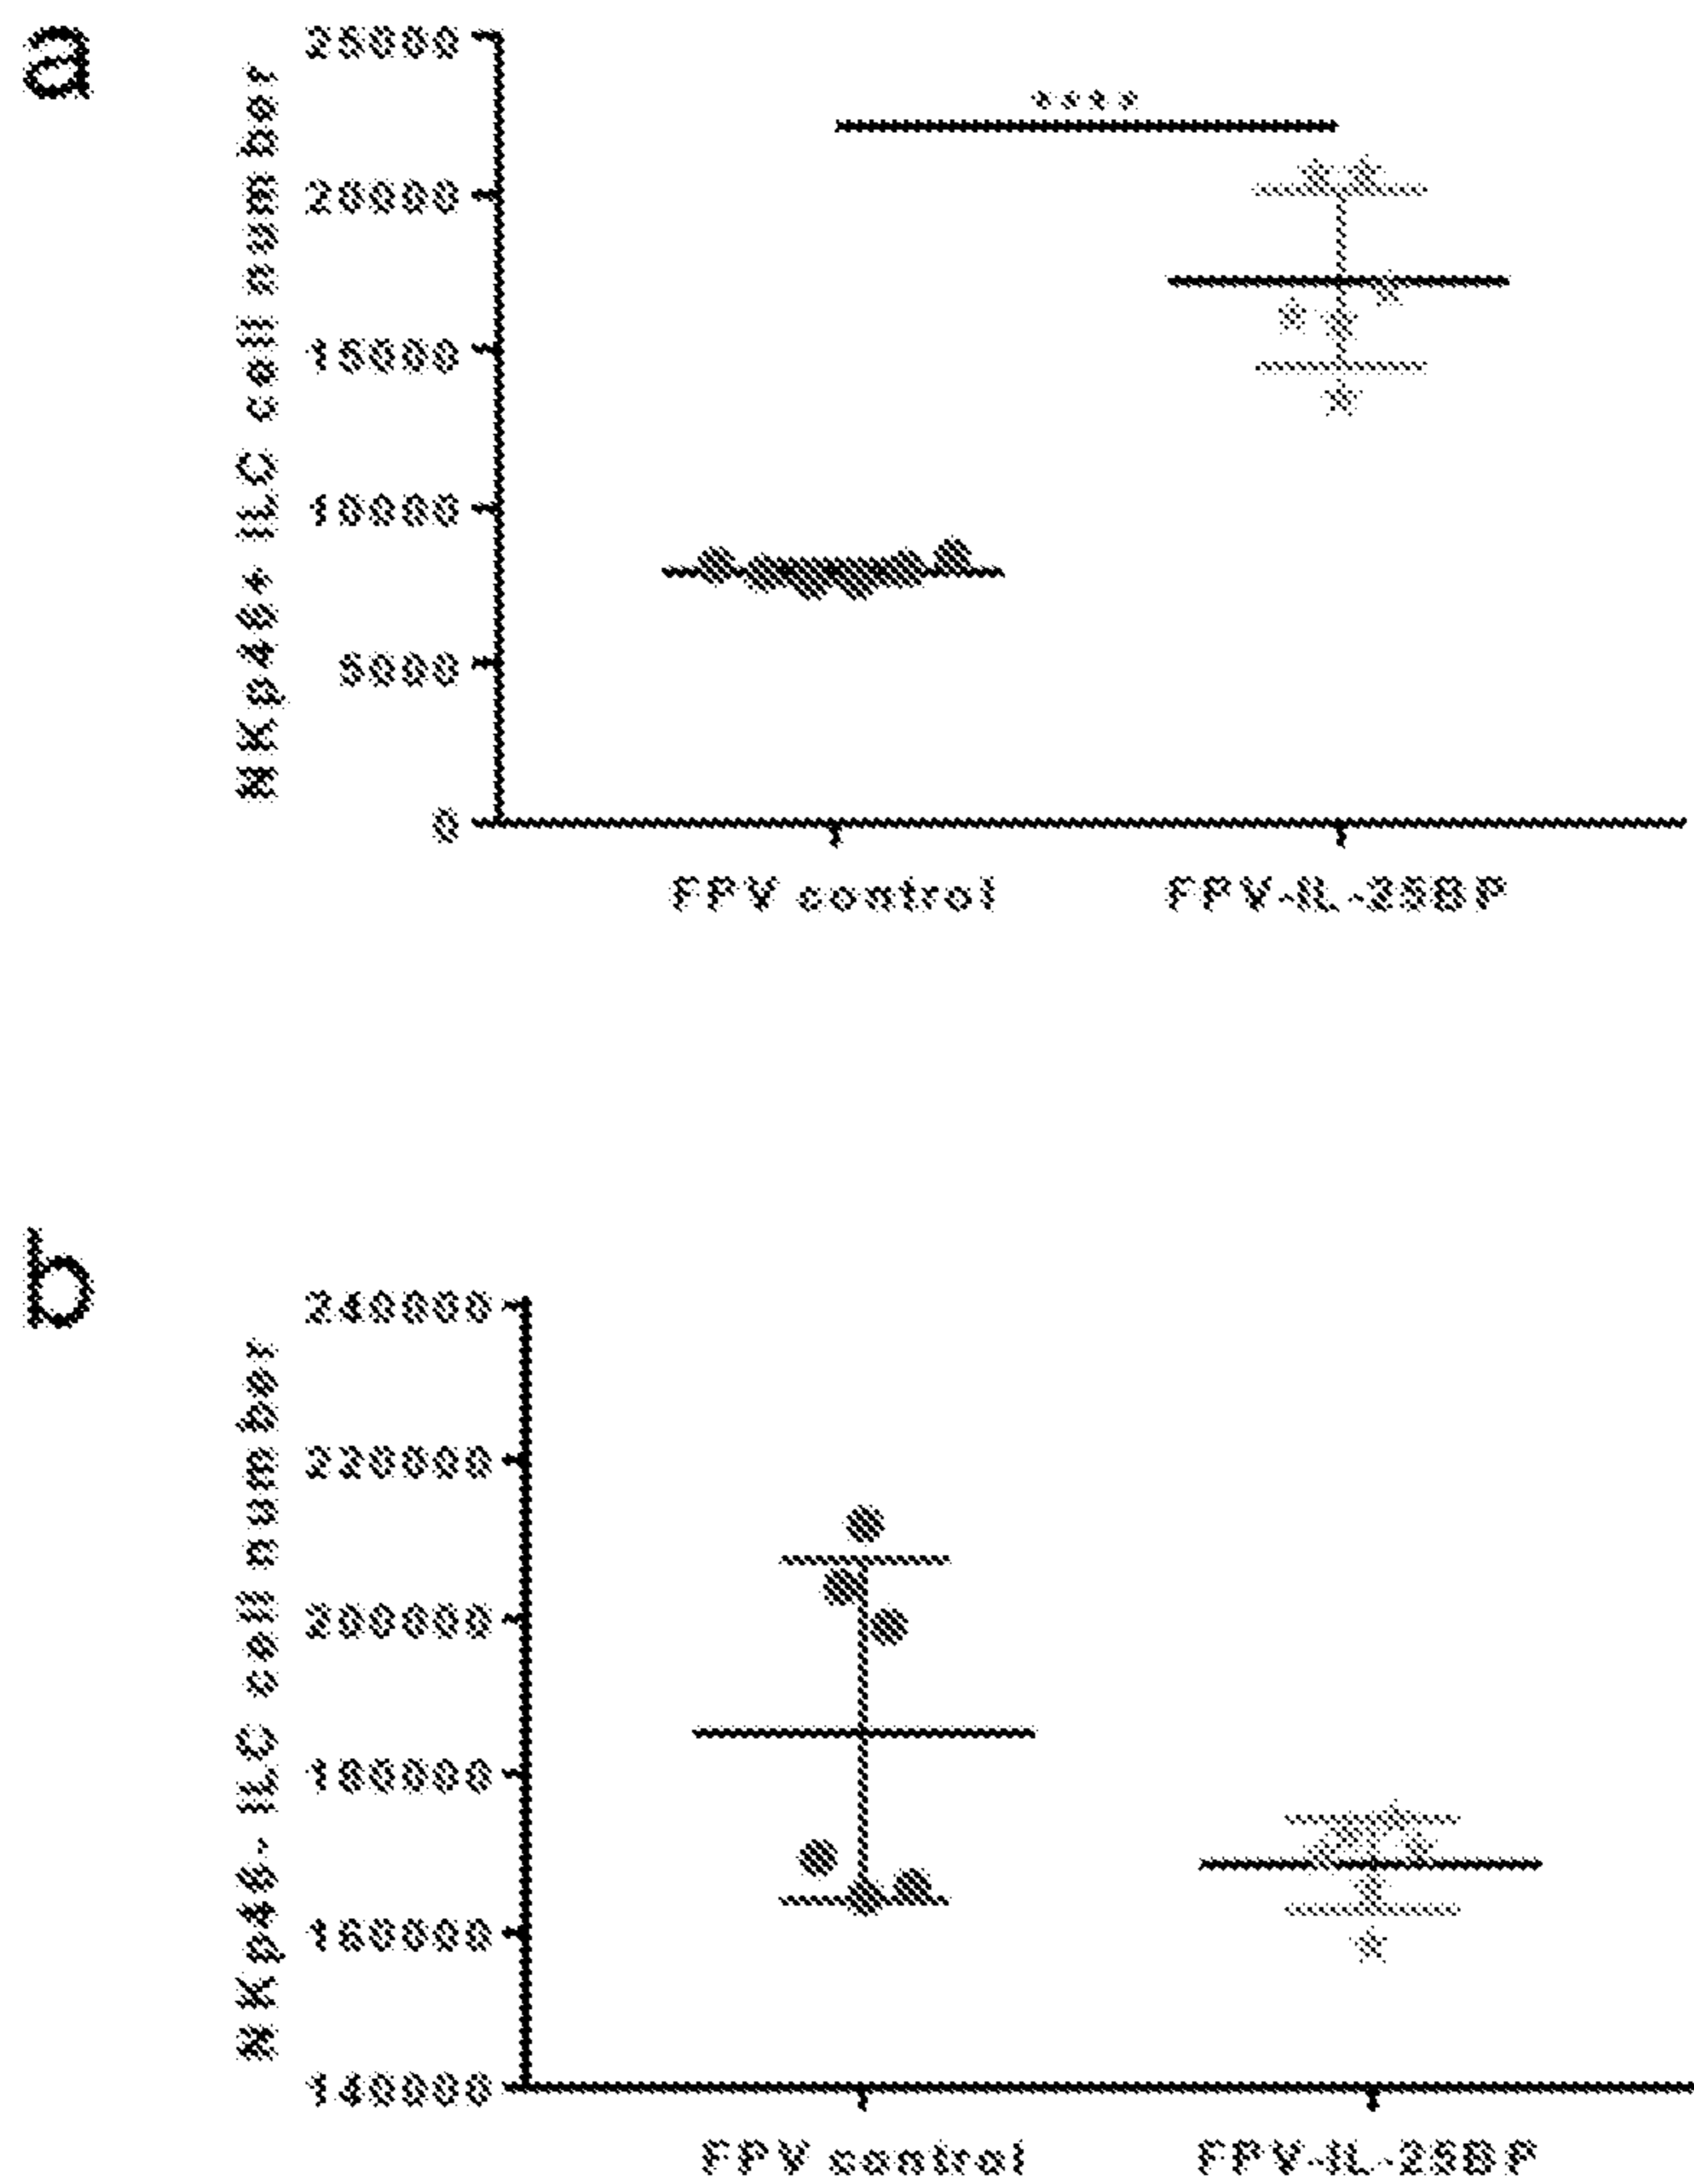 a
NKp46+ ILC cell number
25000
20000
15000
10000
5000
0
****
FPV control
FPV-IL-25BP
b
NKp46- ILC cell number
240000
220000
200000
180000
160000
140000
FPV control
FPV-IL-25BP